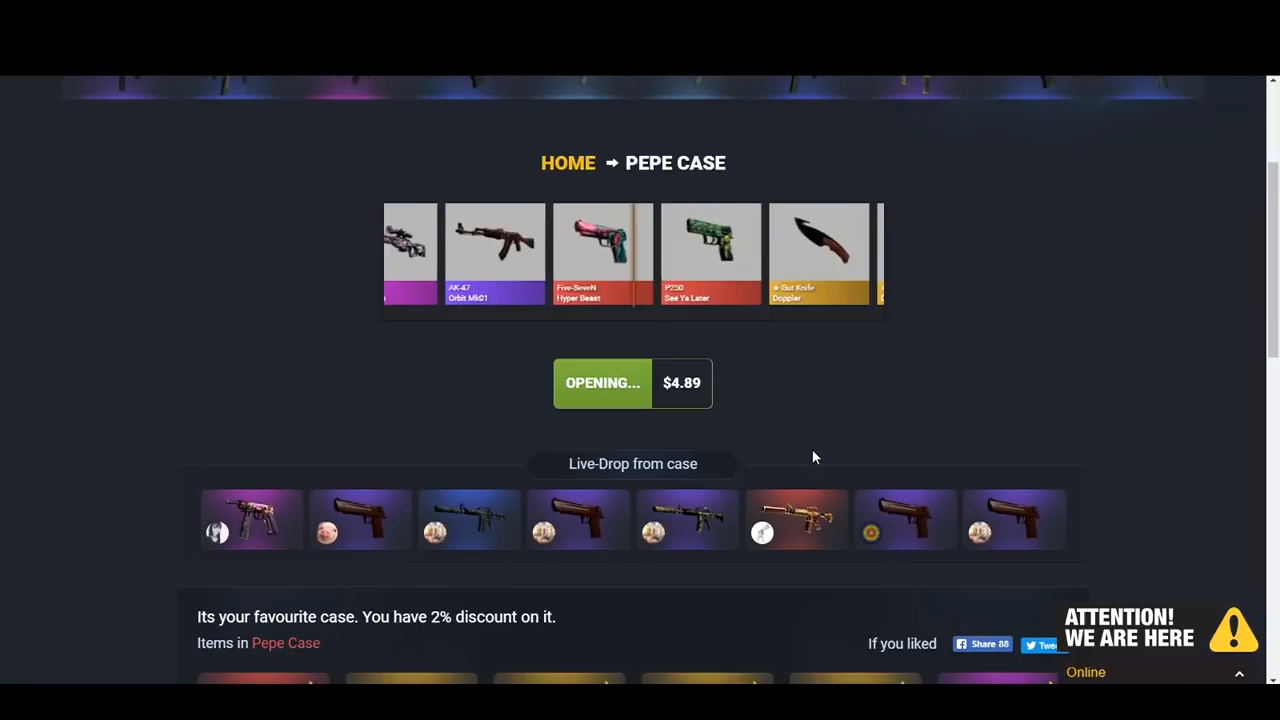 HOME ➡ PEPE CASE
AK-47
Orbit Mk01
Five-SeveN
Hyper Beast
P250
See Ya Later
★ Gut Knife
Doppler
OPENING... $4.89
Live-Drop from case
Its your favourite case. You have 2% discount on it.
Items in Pepe Case
If you liked
Share 88
ATTENTION!
WE ARE HERE
Online